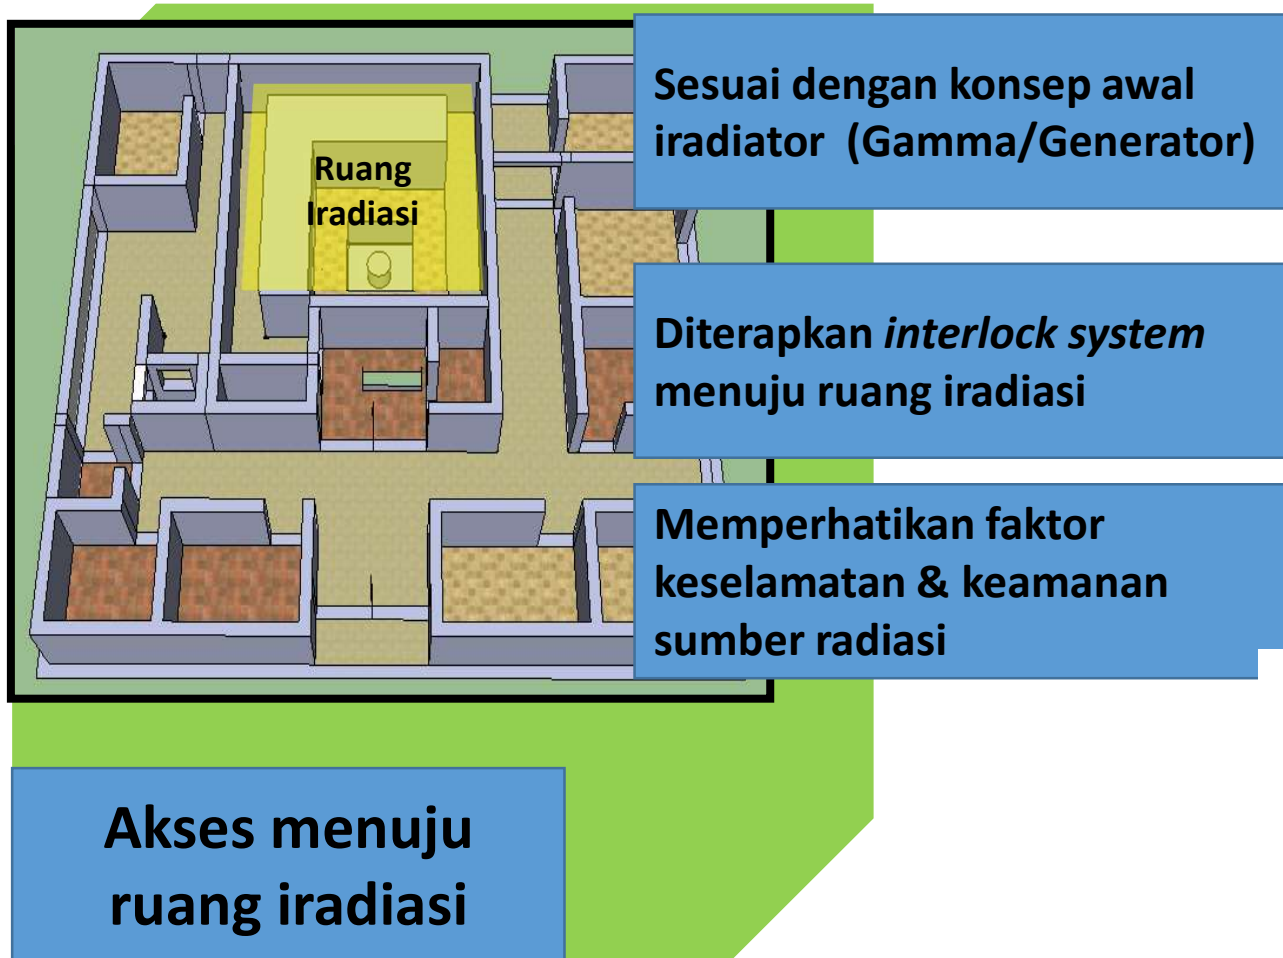 Ruang
Iradiasi
Sesuai dengan konsep awal
iradiator (Gamma/Generator)
Diterapkan interlock system
menuju ruang iradiasi
Memperhatikan faktor
keselamatan & keamanan
sumber radiasi
Akses menuju
ruang iradiasi